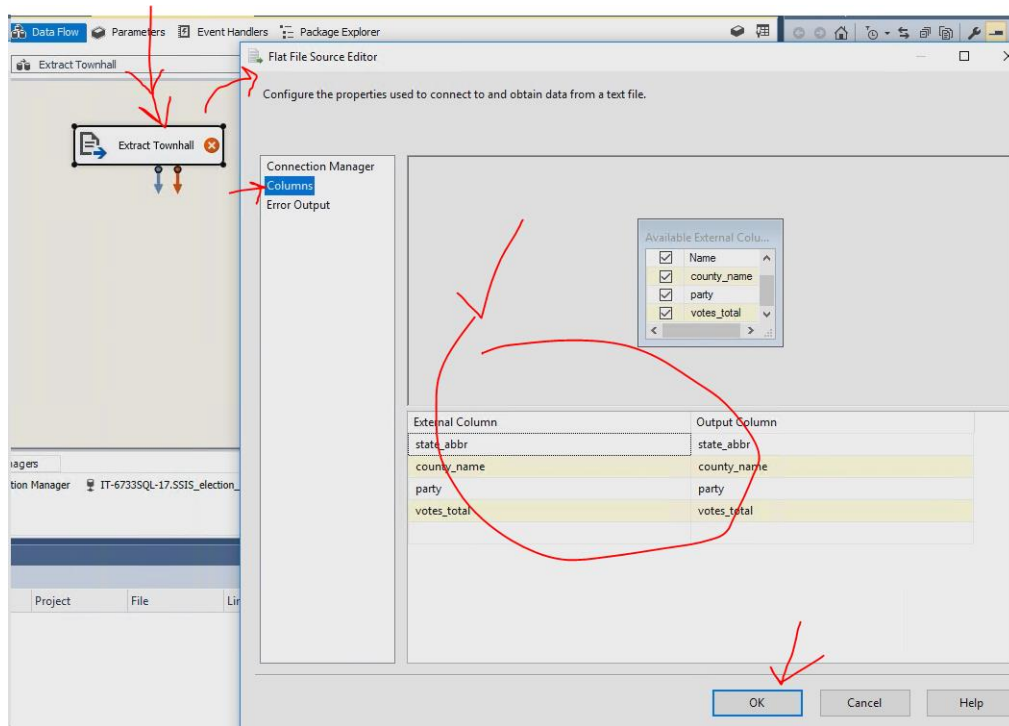 Data Flow Parameters Event Handlers Package Explorer
Extract Townhall
Flat File Source Editor
Configure the properties used to connect to and obtain data from a text file.
Extract Townhall
Connection Manager
Columns
Error Output
Available External Colu...
Name
county_name
party
votes_total
External Column Output Column
state_abbr state_abbr
county_name county_name
party party
votes_total votes_total
nagers
tion Manager IT-6733SQL-17.SSIS_election_
Project File Lir
OK Cancel Help